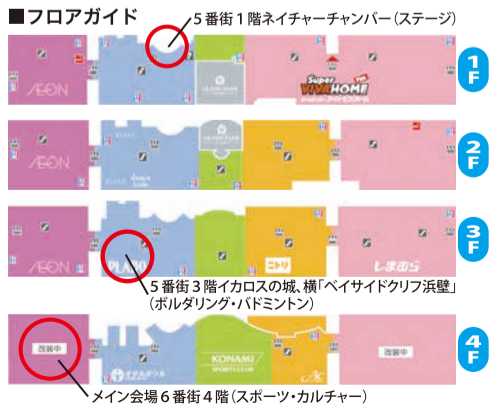 ■フロアガイド
5番街1階ネイチャーチャンバー(ステージ)
1F
ÆON
Super
VIVAHOME
2F
ÆON
3F
ÆON
PLABO
ニトリ
しまむら
5番街3階イカロスの城、横「ベイサイドクリフ浜壁」
(ボルダリング・バドミントン)
4F
改装中
KONAMI
SPORTS CLUB
改装中
メイン会場6番街4階(スポーツ・カルチャー)